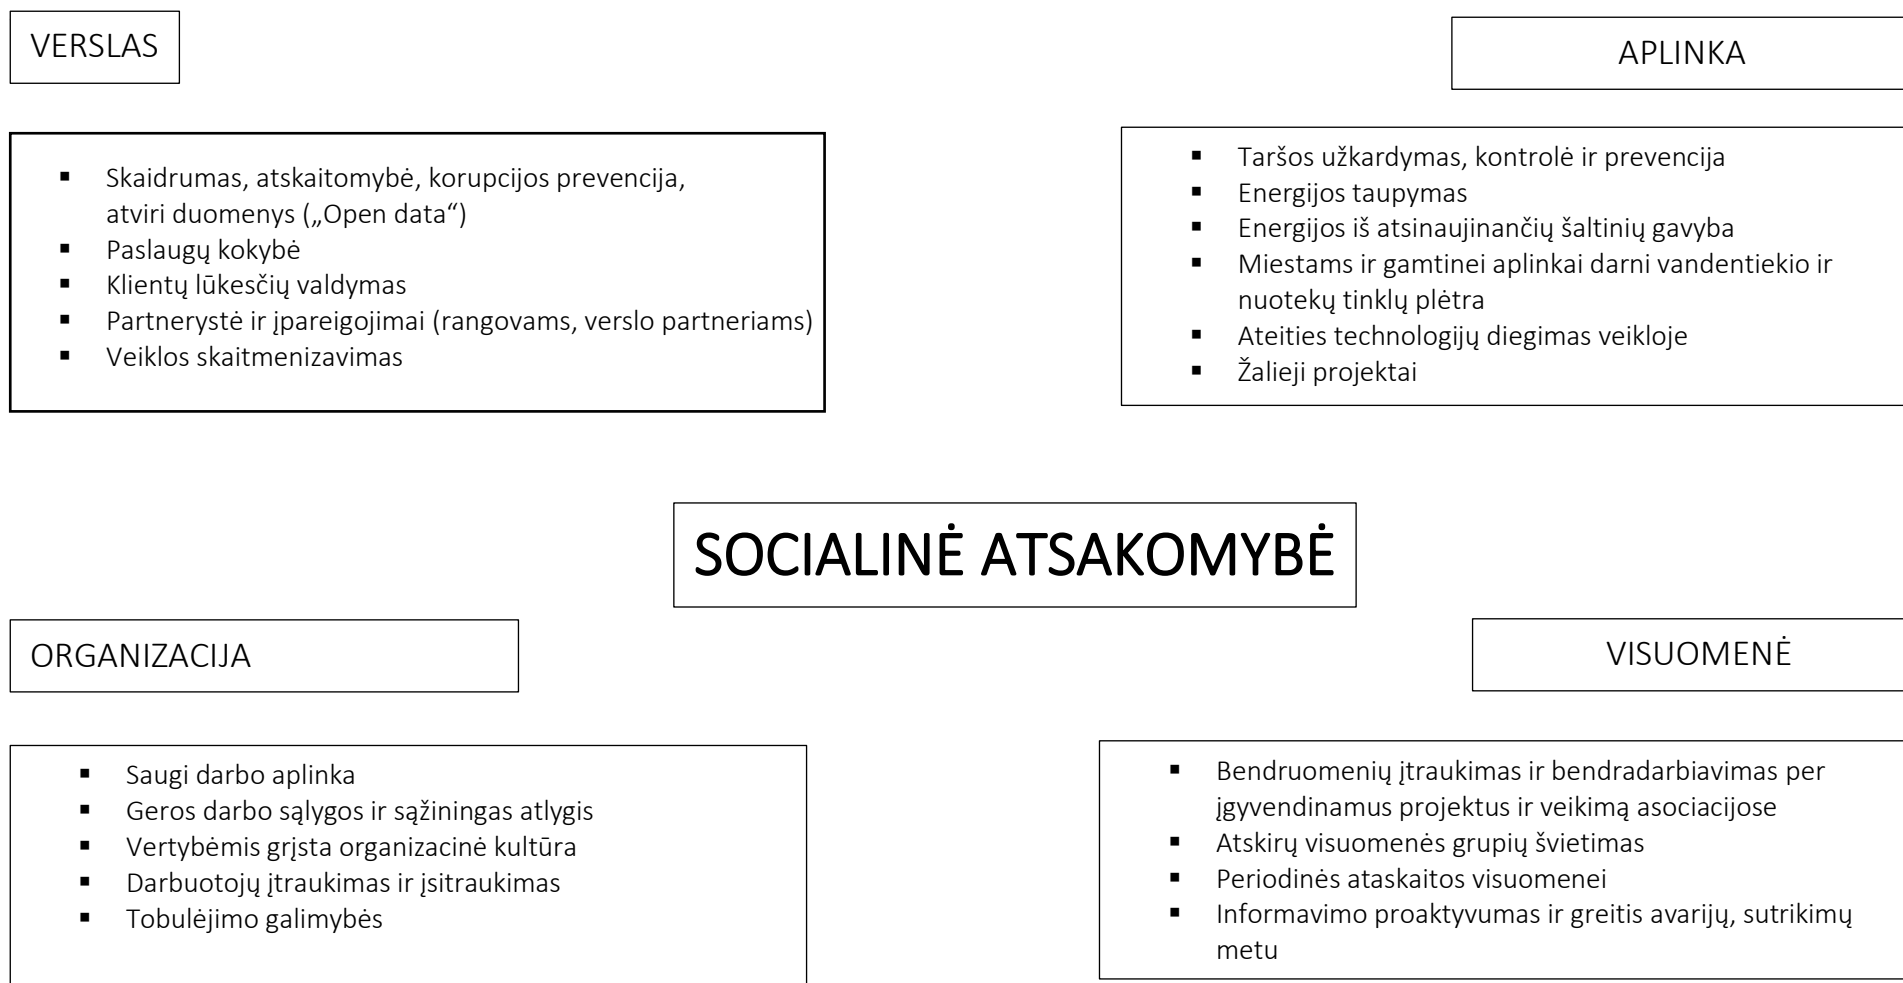 VERSLAS
Skaidrumas, atskaitomybė, korupcijos prevencija,
atviri duomenys („Open data“)
Paslaugų kokybė
Klientų lūkesčių valdymas
Partnerystė ir įpareigojimai (rangovams, verslo partneriams)
Veiklos skaitmenizavimas
APLINKA
Taršos užkardymas, kontrolė ir prevencija
Energijos taupymas
Energijos iš atsinaujinančių šaltinių gavyba
Miestams ir gamtinei aplinkai darni vandentiekio ir
nuotekų tinklų plėtra
Ateities technologijų diegimas veikloje
Žalieji projektai
SOCIALINĖ ATSAKOMYBĖ
ORGANIZACIJA
Saugi darbo aplinka
Geros darbo sąlygos ir sąžiningas atlygis
Vertybėmis grįsta organizacinė kultūra
Darbuotojų įtraukimas ir įsitraukimas
Tobulėjimo galimybės
VISUOMENĖ
Bendruomenių įtraukimas ir bendradarbiavimas per
įgyvendinamus projektus ir veikimą asociacijose
Atskirų visuomenės grupių švietimas
Periodinės ataskaitos visuomenei
Informavimo proaktyvumas ir greitis avarijų, sutrikimų
metu